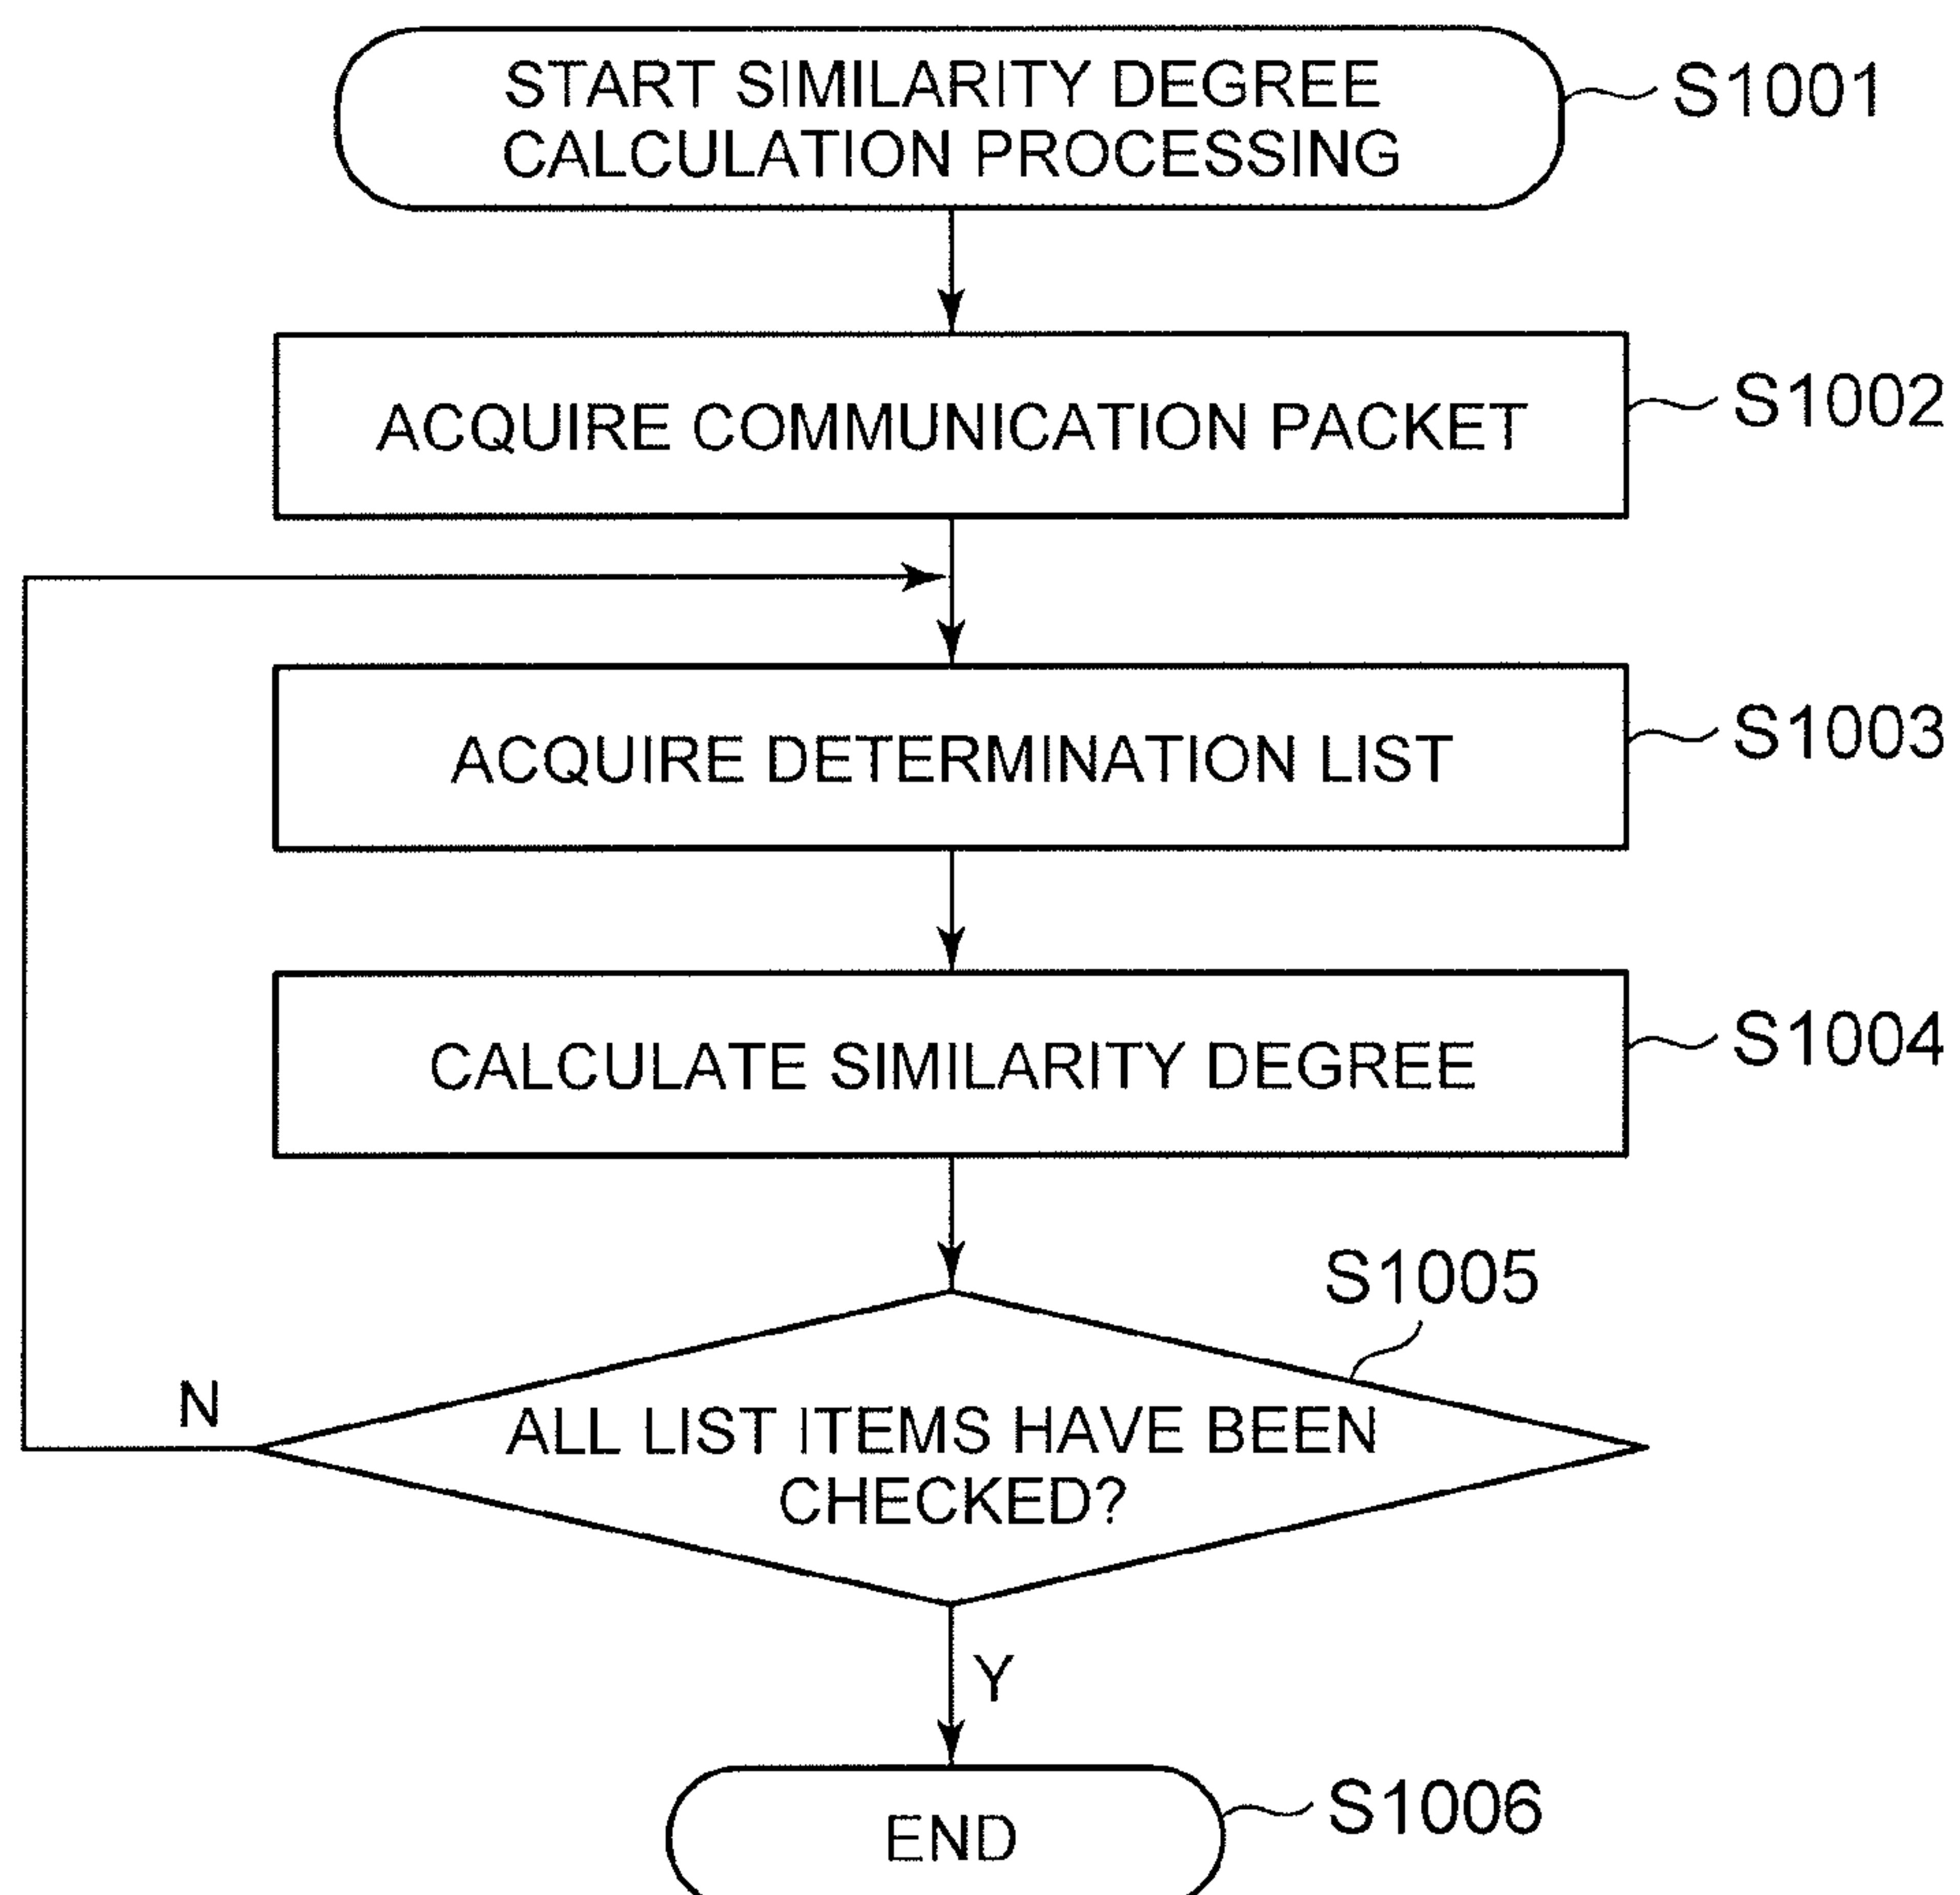 START SIMILARITY DEGREE
CALCULATION PROCESSING
S1001
ACQUIRE COMMUNICATION PACKET
S1002
ACQUIRE DETERMINATION LIST
S1003
CALCULATE SIMILARITY DEGREE
S1004
S1005
N
ALL LIST ITEMS HAVE BEEN
CHECKED?
Y
END
S1006